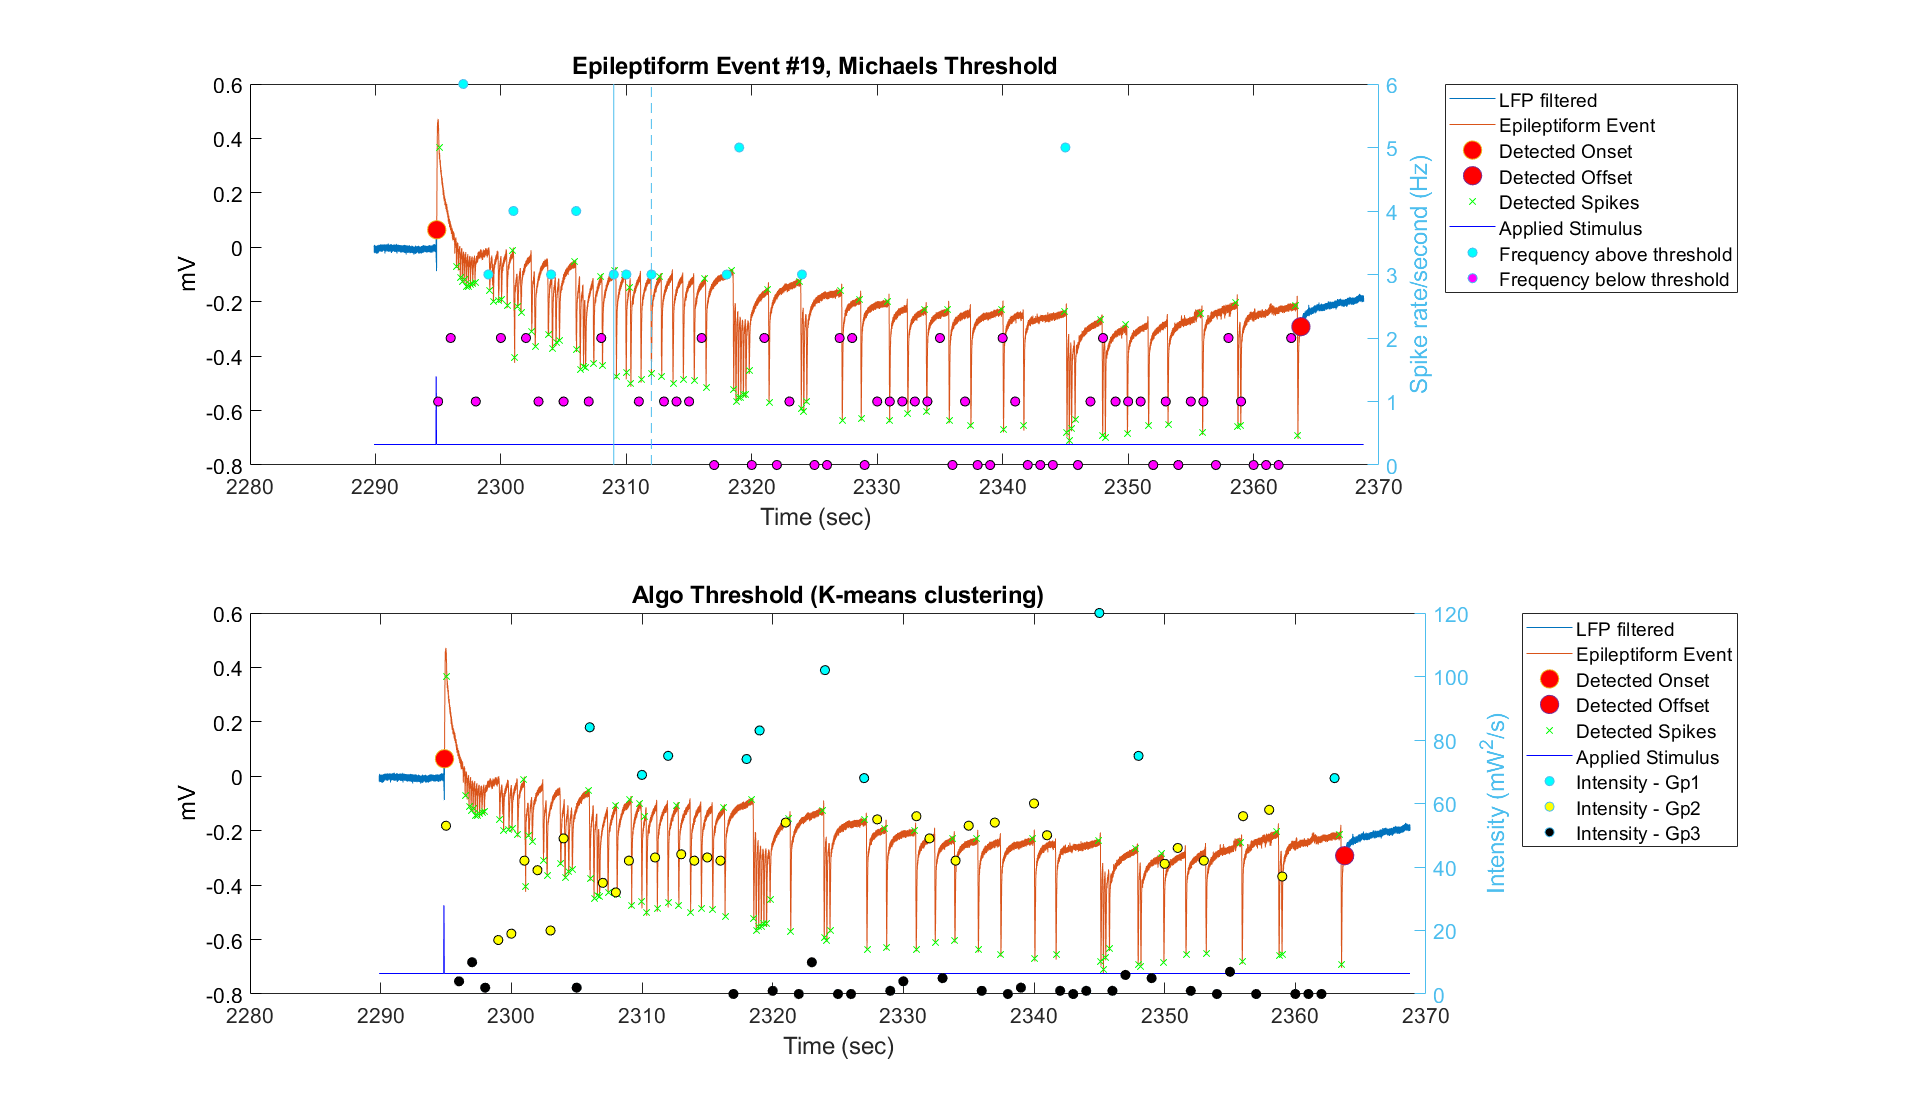 Epileptiform Event #19, Michaels Threshold
0.6
0.4
0.2
0
-0.2
-0.4
-0.6
-0.8
mV
2280
2290
2300
2310
2320
2330
2340
2350
2360
2370
Time (sec)
6
5
4
3
2
1
0
Spike rate/second (Hz)
LFP filtered
Epileptiform Event
Detected Onset
Detected Offset
Detected Spikes
Applied Stimulus
Frequency above threshold
Frequency below threshold
Algo Threshold (K-means clustering)
0.6
0.4
0.2
0
-0.2
-0.4
-0.6
-0.8
mV
2280
2290
2300
2310
2320
2330
2340
2350
2360
2370
Time (sec)
120
100
80
60
40
20
0
Intensity (mW²/s)
LFP filtered
Epileptiform Event
Detected Onset
Detected Offset
Detected Spikes
Applied Stimulus
Intensity - Gp1
Intensity - Gp2
Intensity - Gp3